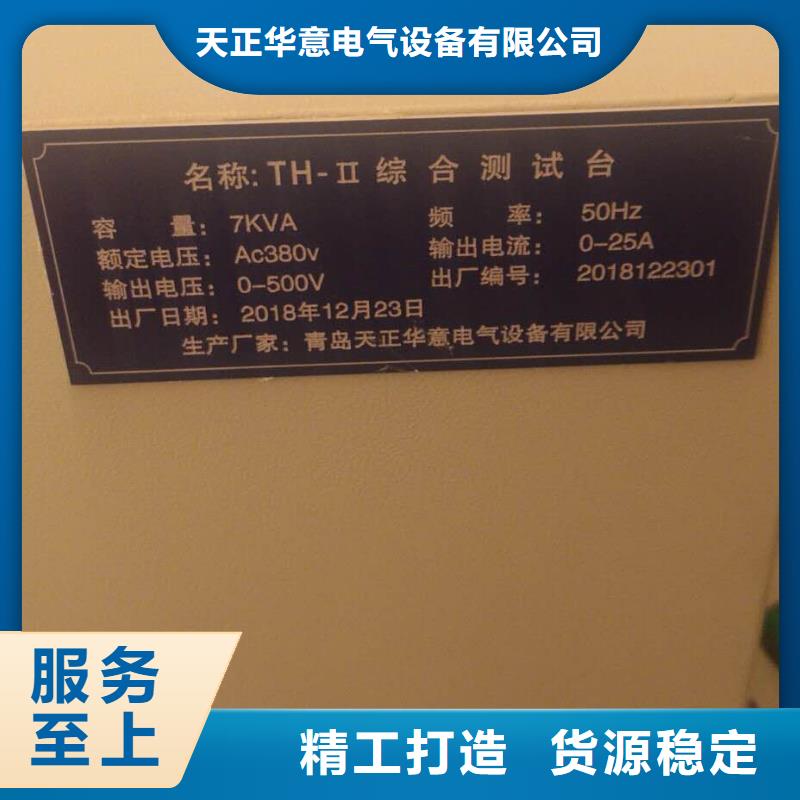 天正华意电气设备有限公司
名称: TH-Ⅱ 综合测试台
容量: 7KVA 频率: 50Hz
额定电压: Ac380v 输出电流: 0-25A
输出电压: 0-500V 出厂编号: 2018122301
出厂日期: 2018年12月23日
生产厂家: 青岛天正华意电气设备有限公司
服务
至上
精工打造 货源稳定